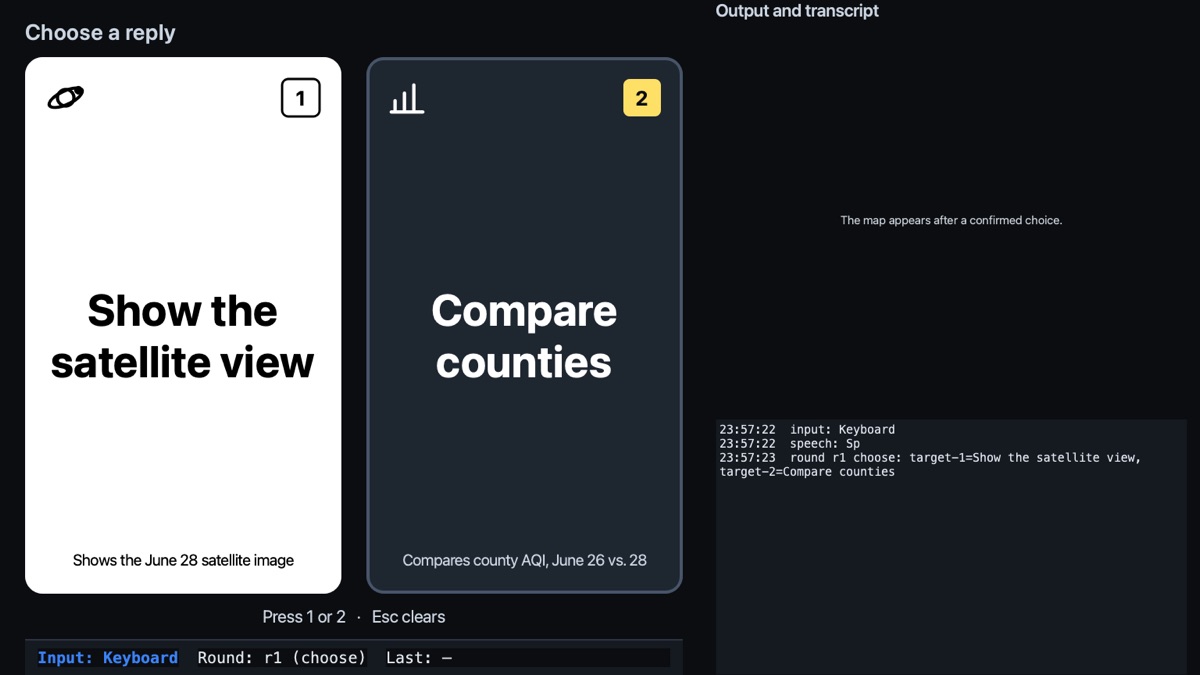 Choose a reply
1
Show the
satellite view
Shows the June 28 satellite image
2
Compare
counties
Compares county AQI, June 26 vs. 28
Press 1 or 2 · Esc clears
Input: Keyboard Round: r1 (choose) Last: —
Output and transcript
The map appears after a confirmed choice.
23:57:22 input: Keyboard
23:57:22 speech: Sp
23:57:23 round r1 choose: target-1=Show the satellite view,
target-2=Compare counties